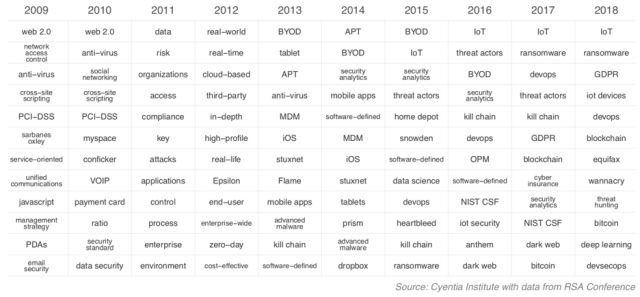 2009 2010 2011 2012 2013 2014 2015 2016 2017 2018
web 2.0 web 2.0 data real-world BYOD APT BYOD IoT IoT IoT
network access control anti-virus risk real-time tablet BYOD IoT threat actors ransomware ransomware
anti-virus social networking organizations cloud-based APT security analytics security analytics BYOD devops GDPR
cross-site scripting cross-site scripting access third-party anti-virus mobile apps threat actors security analytics threat actors iot devices
PCI-DSS PCI-DSS compliance in-depth MDM software-defined home depot kill chain kill chain devops
sarbanes oxley myspace key high-profile iOS MDM snowden devops GDPR blockchain
service-oriented conficker attacks real-life stuxnet iOS software-defined OPM blockchain equifax
unified communications VOIP applications Epsilon Flame stuxnet data science software-defined cyber insurance wannacry
javascript payment card control end-user mobile apps tablets devops NIST CSF security analytics threat hunting
management strategy ratio process enterprise-wide advanced malware prism heartbleed iot security NIST CSF bitcoin
PDAs security standard enterprise zero-day kill chain advanced malware kill chain anthem dark web deep learning
email security data security environment cost-effective software-defined dropbox ransomware dark web bitcoin devsecops
Source: Cyentia Institute with data from RSA Conference